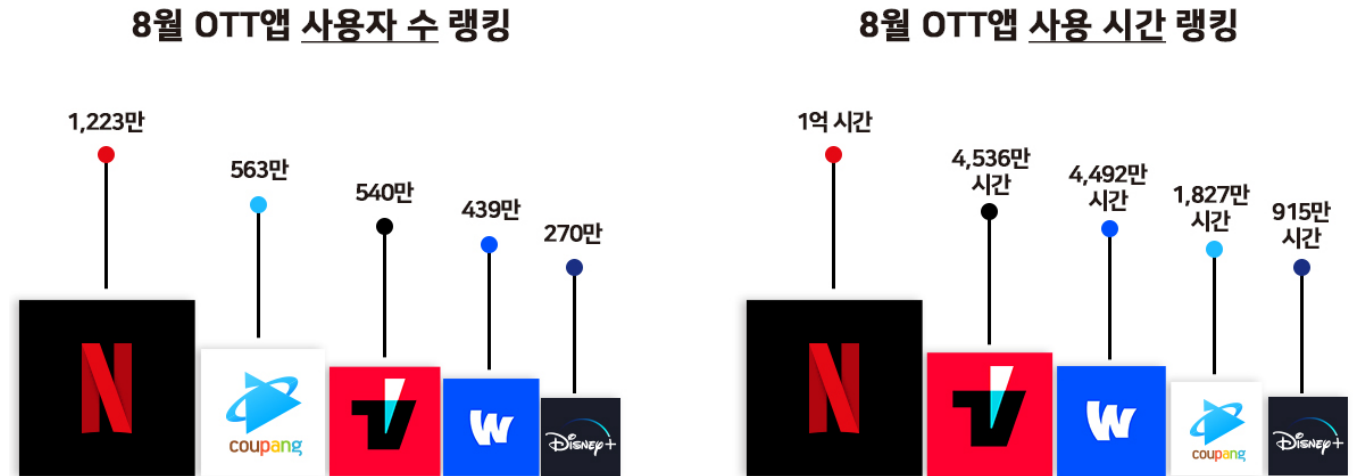 8월 OTT앱 사용자 수 랭킹
1,223만
563만
540만
439만
270만
N
coupang
TV
W
Disney+
8월 OTT앱 사용 시간 랭킹
1억 시간
4,536만
시간
4,492만
시간
1,827만
시간
915만
시간
N
TV
W
coupang
Disney+